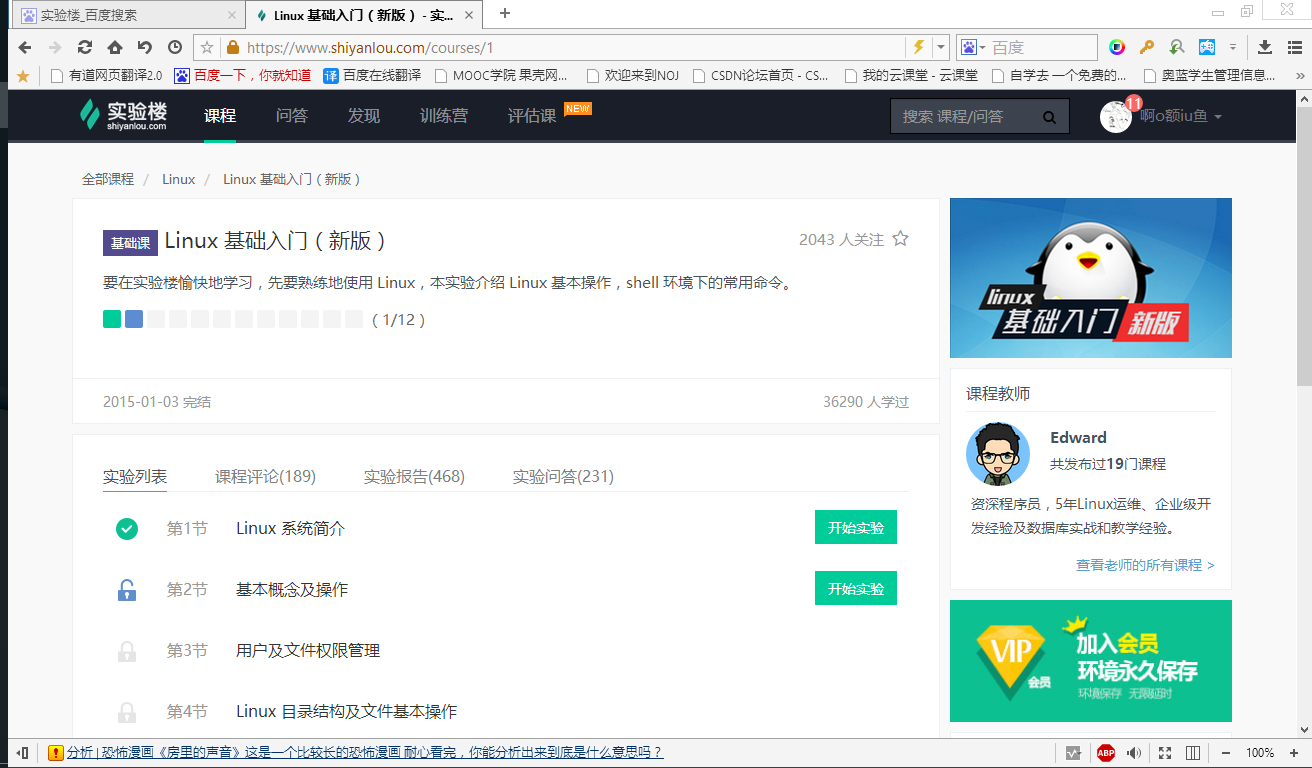 实验楼_百度搜索
Linux 基础入门（新版） - 实...
https://www.shiyanlou.com/courses/1
百度
有道网页翻译2.0 百度一下，你就知道 译 百度在线翻译 MOOC学院 果壳网... 欢迎来到NOJ CSDN论坛首页 - CS... 我的云课堂 - 云课堂 自学去 一个免费的... 奥蓝学生管理信息... »
实验楼
shiyanlou.com
课程 问答 发现 训练营 评估课 NEW
搜索 课程/问答
11
啊o额iu鱼
全部课程 / Linux / Linux 基础入门（新版）
基础课 Linux 基础入门（新版）
2043 人关注
要在实验楼愉快地学习，先要熟练地使用 Linux，本实验介绍 Linux 基本操作，shell 环境下的常用命令。
（1/12）
2015-01-03 完结
36290 人学过
linux
基础入门 新版
课程教师
Edward
共发布过19门课程
资深程序员，5年Linux运维、企业级开
发经验及数据库实战和教学经验。
查看老师的所有课程 >
实验列表 课程评论(189) 实验报告(468) 实验问答(231)
第1节 Linux 系统简介 开始实验
第2节 基本概念及操作 开始实验
第3节 用户及文件权限管理
第4节 Linux 目录结构及文件基本操作
VIP
会员
加入会员
环境永久保存
环境保存 无限延时
分析 | 恐怖漫画《房里的声音》这是一个比较长的恐怖漫画 耐心看完，你能分析出来到底是什么意思吗？
ABP
100%